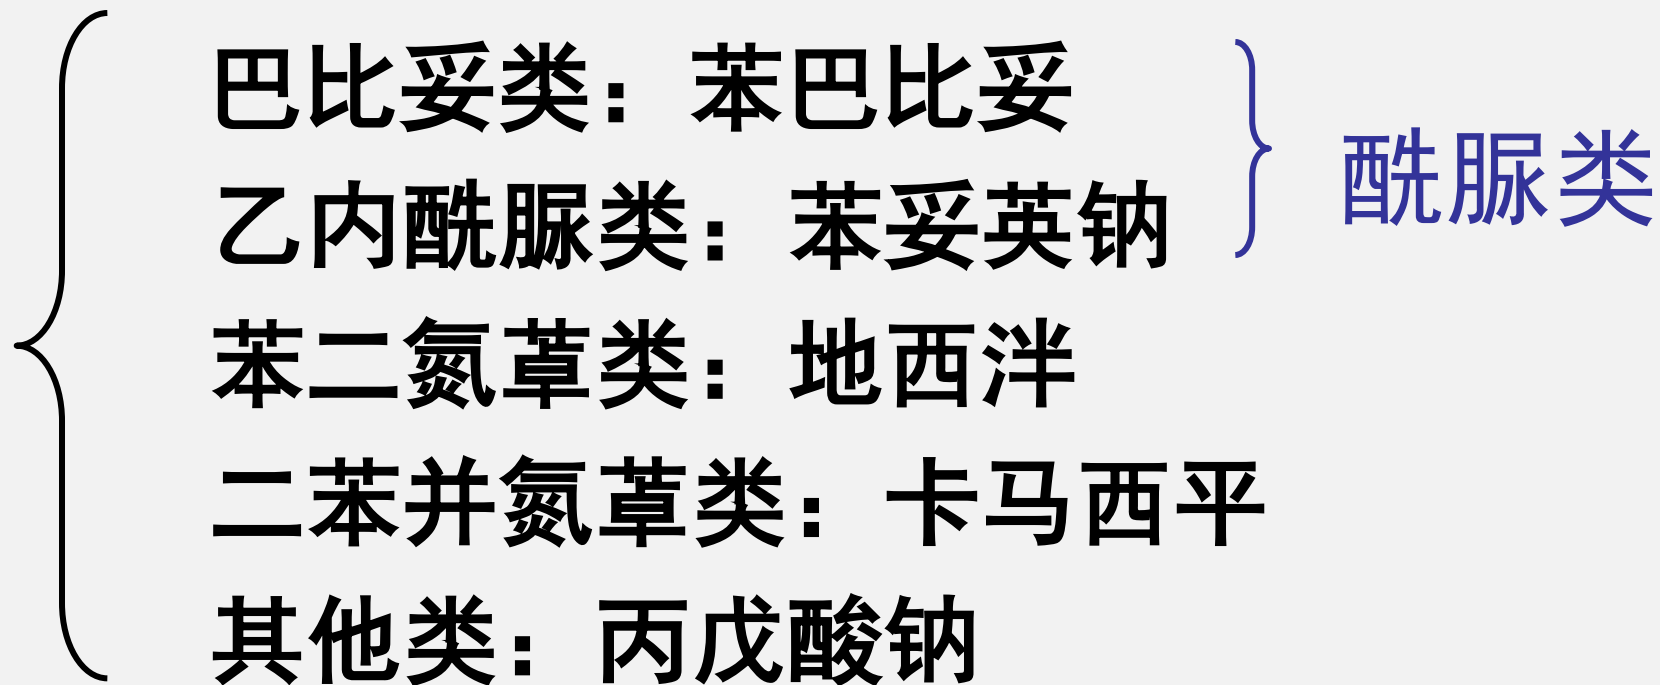 巴比妥类：苯巴比妥
乙内酰脲类：苯妥英钠
酰脲类
苯二氮䓬类：地西泮
二苯并氮䓬类：卡马西平
其他类：丙戊酸钠